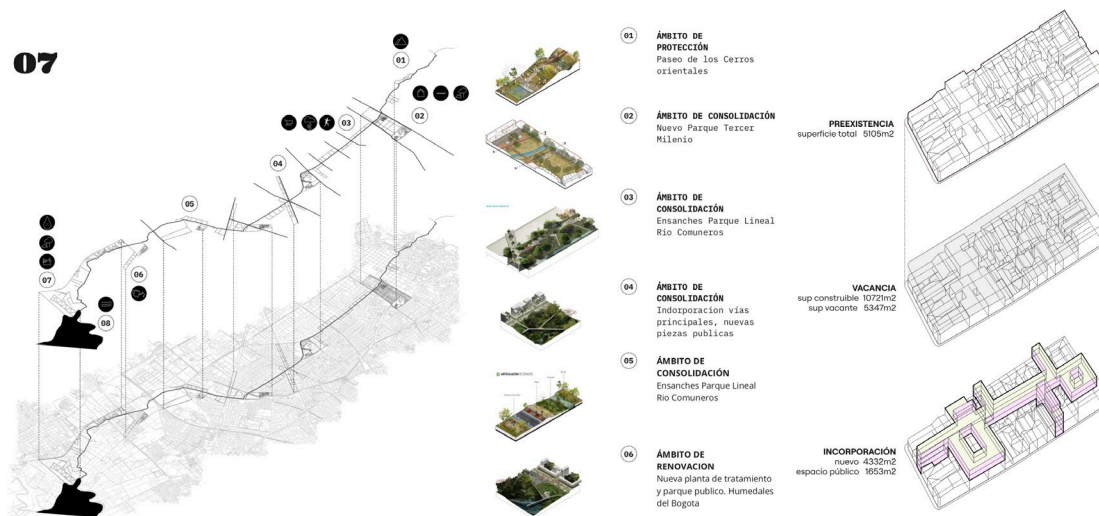 07
01
02
03
04
05
06
07
08
01
ÁMBITO DE
PROTECCIÓN
Paseo de los Cerros
orientales
02
ÁMBITO DE CONSOLIDACIÓN
Nuevo Parque Tercer
Milenio
03
ÁMBITO DE
CONSOLIDACIÓN
Ensanches Parque Lineal
Rio Comuneros
04
ÁMBITO DE
CONSOLIDACIÓN
Indorporacion vías
principales, nuevas
piezas publicas
05
ÁMBITO DE
CONSOLIDACIÓN
Ensanches Parque Lineal
Rio Comuneros
06
ÁMBITO DE
RENOVACION
Nueva planta de tratamiento
y parque publico. Humedales
del Bogota
PREEXISTENCIA
superficie total 5105m2
VACANCIA
sup construible 10721m2
sup vacante 5347m2
INCORPORACIÓN
nuevo 4332m2
espacio público 1653m2